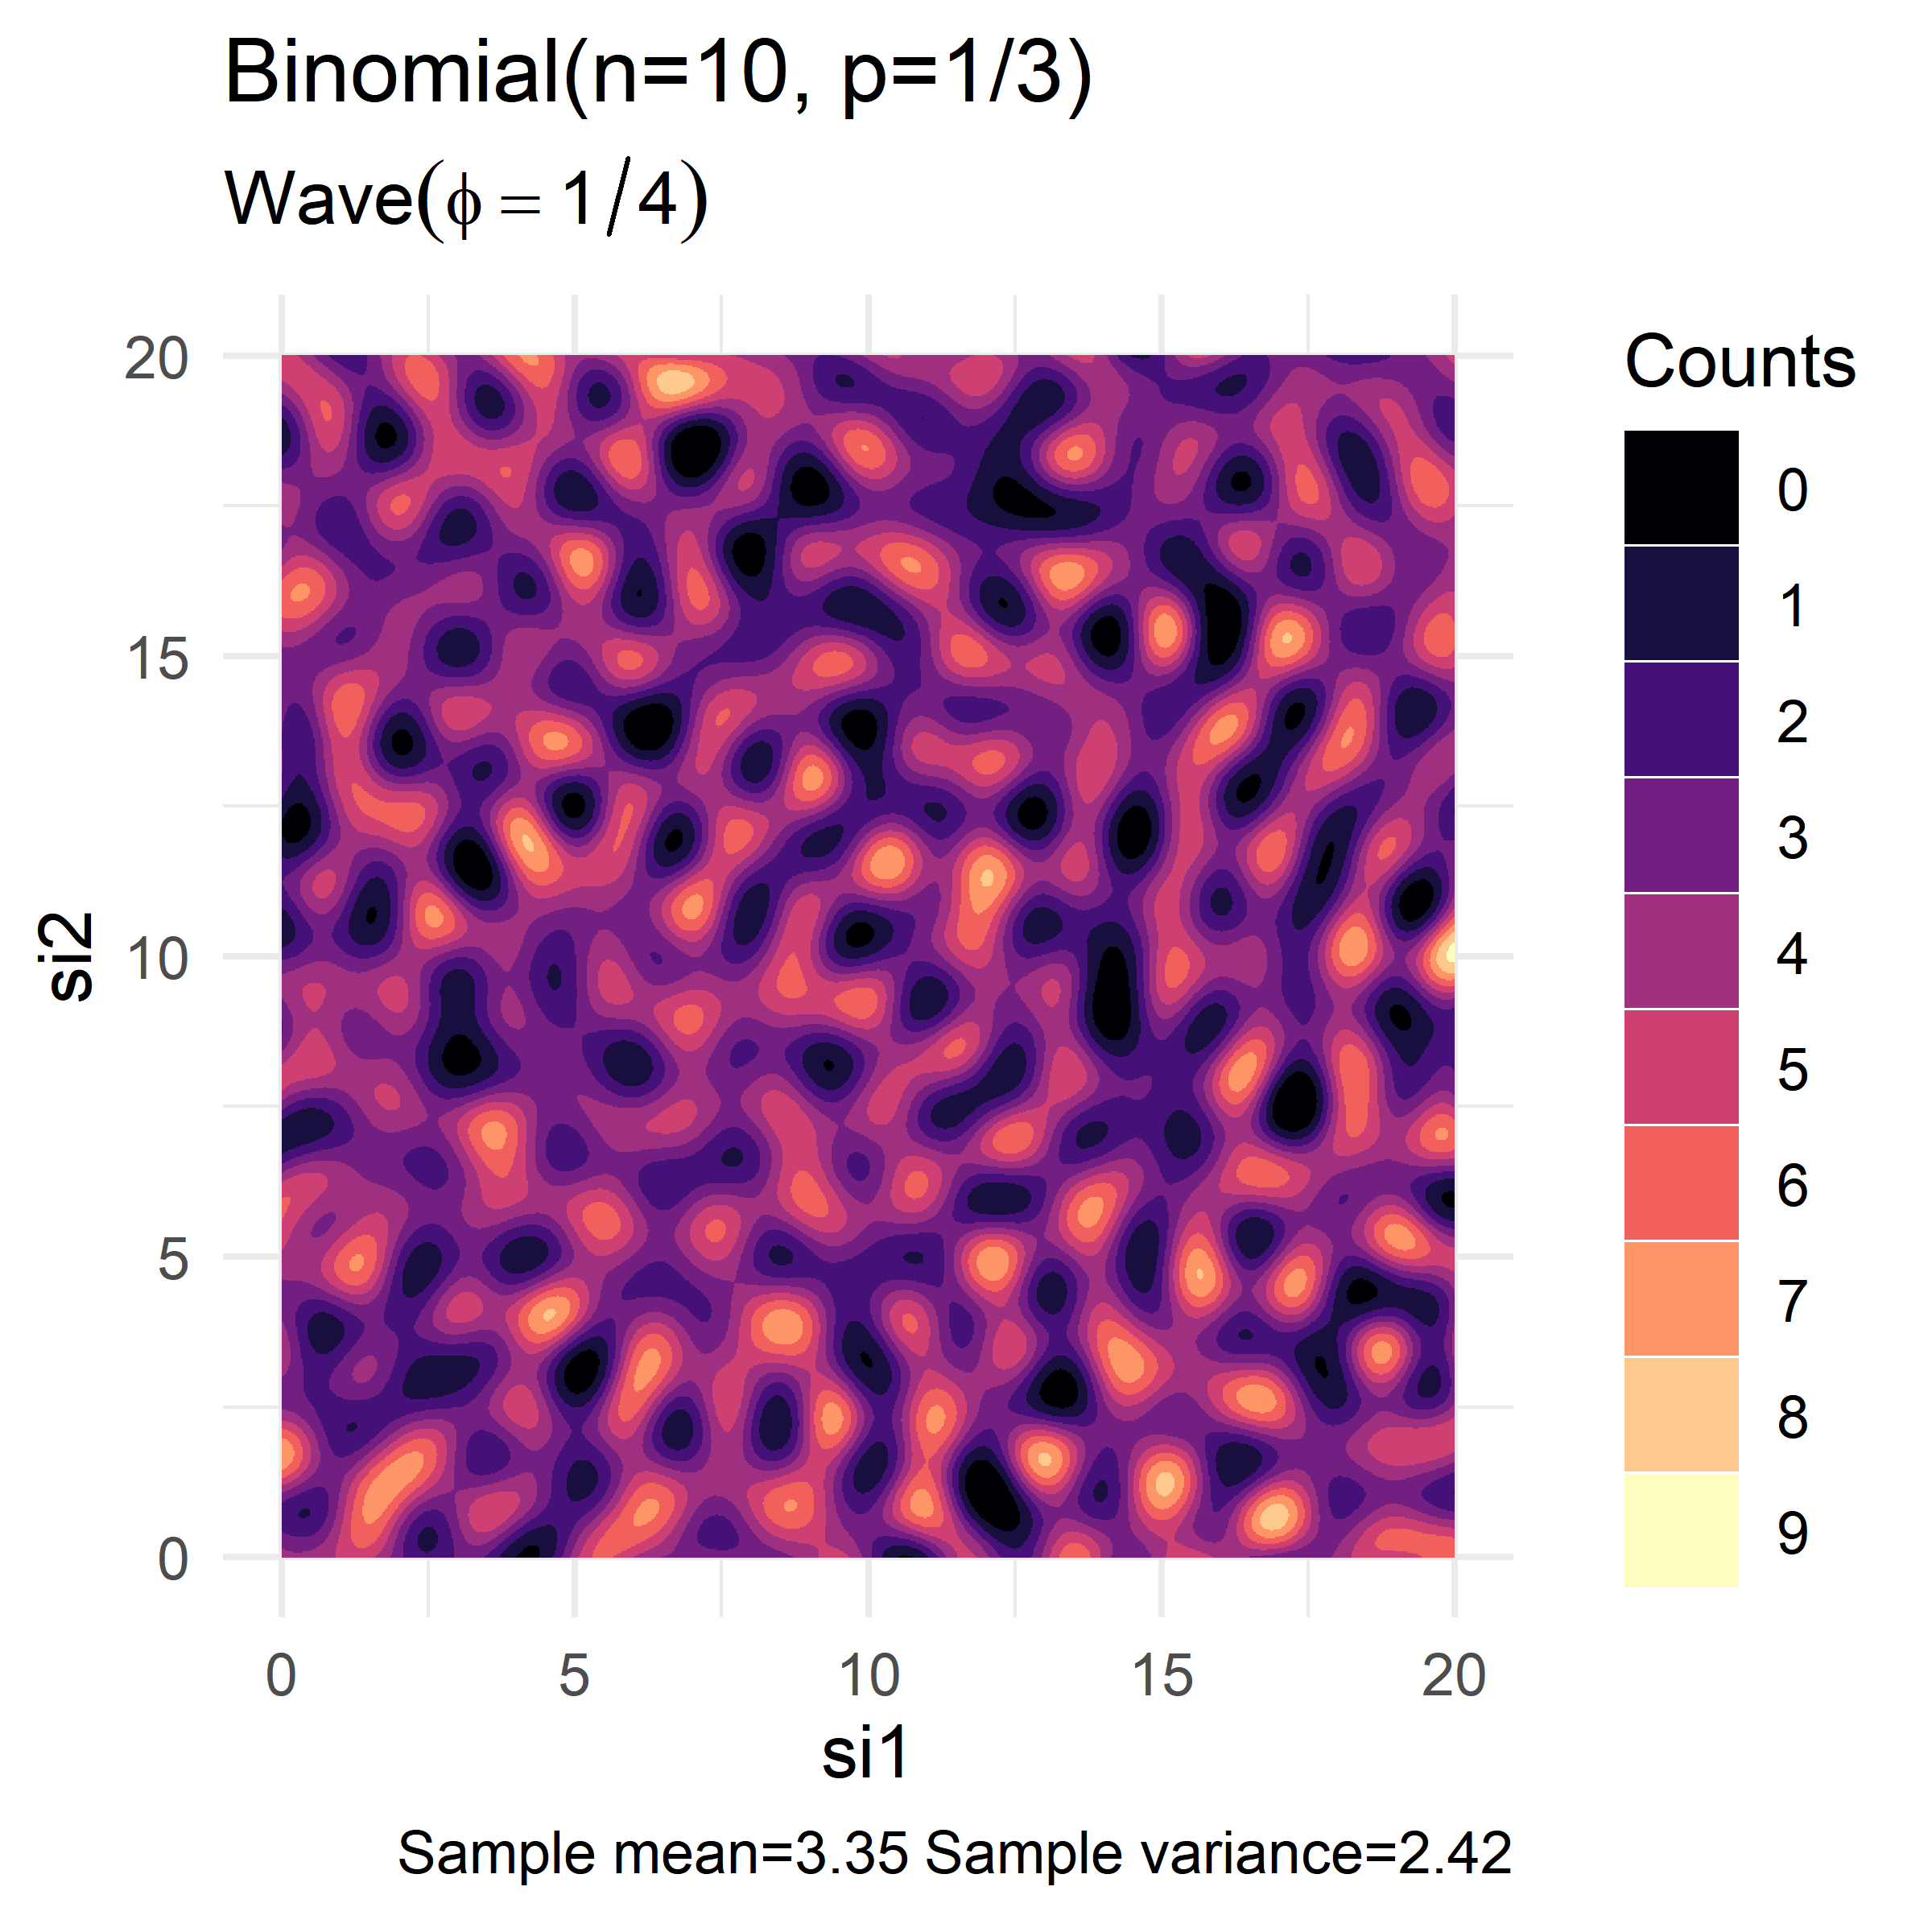 Binomial(n=10, p=1/3)
Wave(ϕ = 1/4)
Counts
0
1
2
3
4
5
6
7
8
9
si2
20
15
10
5
0
0 5 10 15 20
si1
Sample mean=3.35 Sample variance=2.42